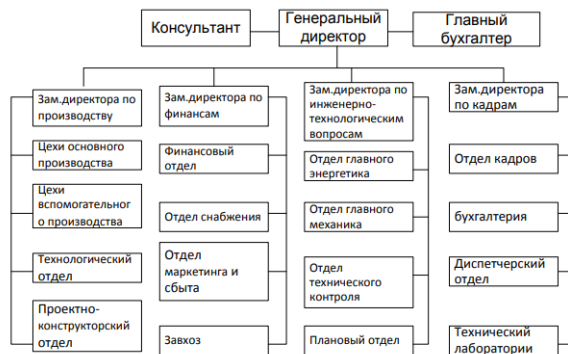 Консультант
Генеральный
директор
Главный
бухгалтер
Зам.директора по
производству
Зам.директора по
финансам
Зам.директора по
инженерно-
технологическим
вопросам
Зам.директора
по кадрам
Цехи основного
производства
Финансовый
отдел
Отдел главного
энергетика
Отдел кадров
Цехи
вспомогательног
о производства
Отдел снабжения
Отдел главного
механика
бухгалтерия
Технологический
отдел
Отдел
маркетинга и
сбыта
Отдел
технического
контроля
Диспетчерский
отдел
Проектно-
конструкторский
отдел
Завхоз
Плановый отдел
Технический
лаборатории